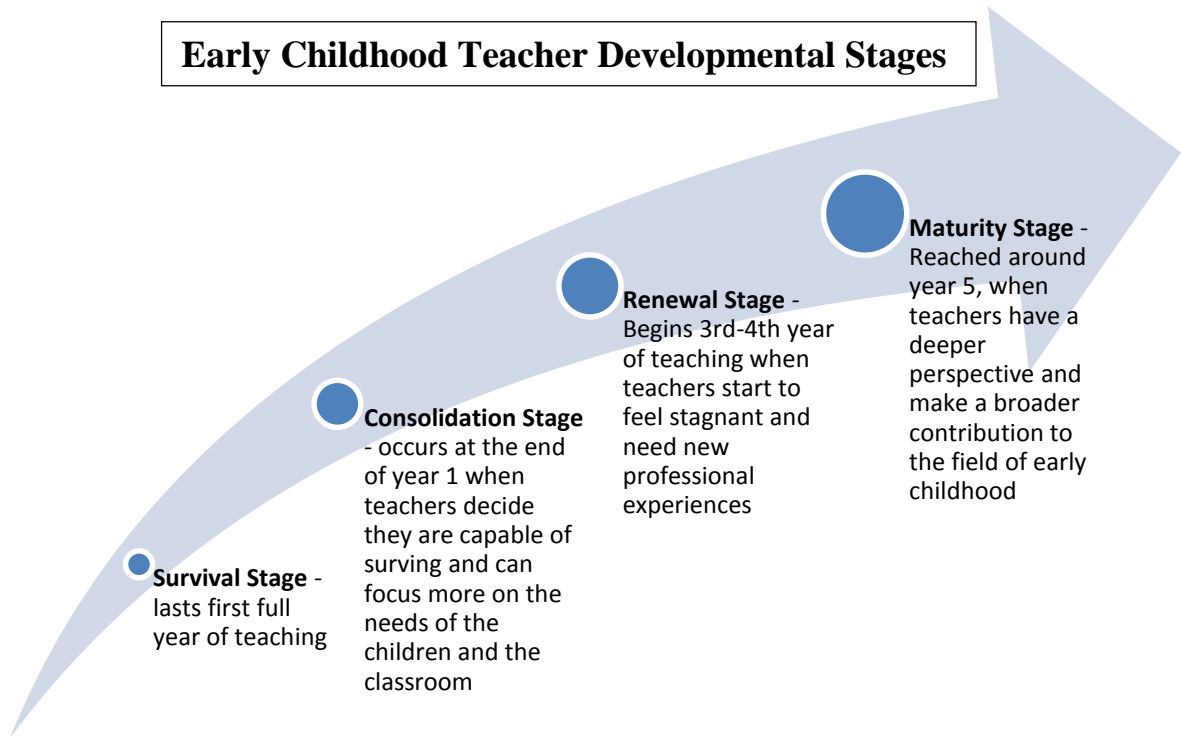 Early Childhood Teacher Developmental Stages
Survival Stage -
lasts first full
year of teaching
Consolidation Stage
- occurs at the end
of year 1 when
teachers decide
they are capable of
surving and can
focus more on the
needs of the
children and the
classroom
Renewal Stage -
Begins 3rd-4th year
of teaching when
teachers start to
feel stagnant and
need new
professional
experiences
Maturity Stage -
Reached around
year 5, when
teachers have a
deeper
perspective and
make a broader
contribution to
the field of early
childhood